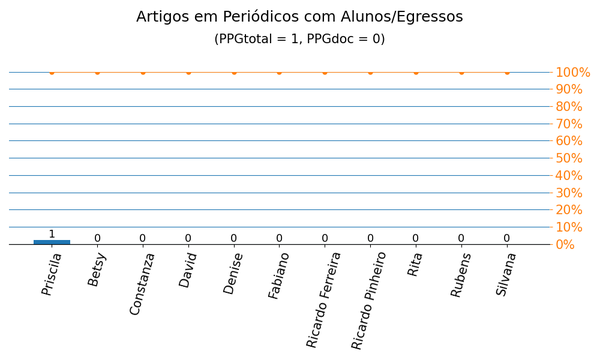 Artigos em Periódicos com Alunos/Egressos
(PPGtotal = 1, PPGdoc = 0)
100%
90%
80%
70%
60%
50%
40%
30%
20%
10%
0%
1 0 0 0 0 0 0 0 0 0 0
Priscila
Betsy
Constanza
David
Denise
Fabiano
Ricardo Ferreira
Ricardo Pinheiro
Rita
Rubens
Silvana